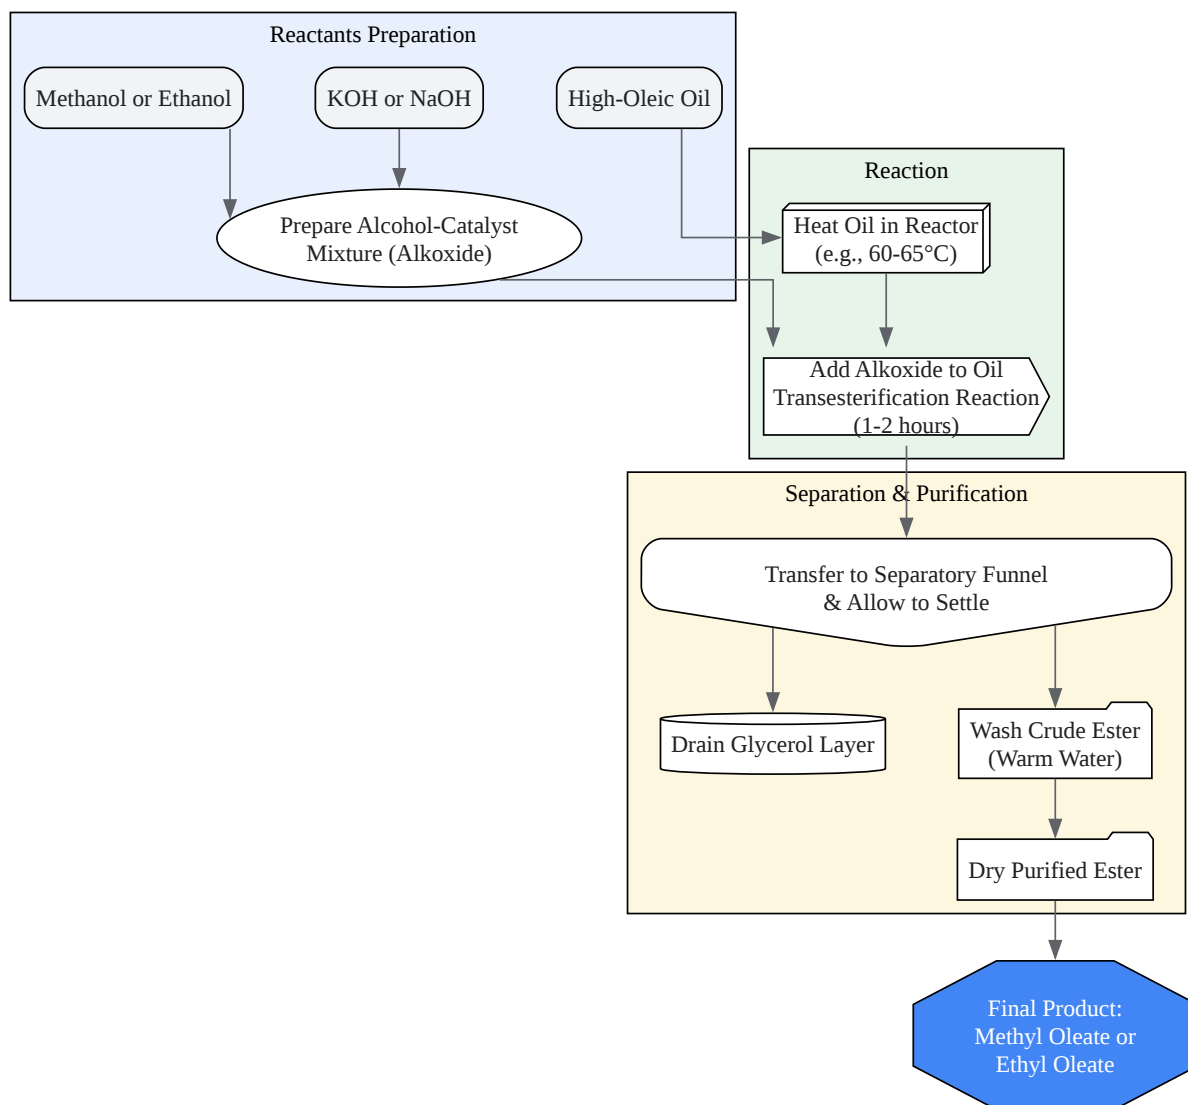 Reactants Preparation
Methanol or Ethanol
KOH or NaOH
High-Oleic Oil
Prepare Alcohol-Catalyst
Mixture (Alkoxide)
Reaction
Heat Oil in Reactor
(e.g., 60-65°C)
Add Alkoxide to Oil
Transesterification Reaction
(1-2 hours)
Separation & Purification
Transfer to Separatory Funnel
& Allow to Settle
Drain Glycerol Layer
Wash Crude Ester
(Warm Water)
Dry Purified Ester
Final Product:
Methyl Oleate or
Ethyl Oleate